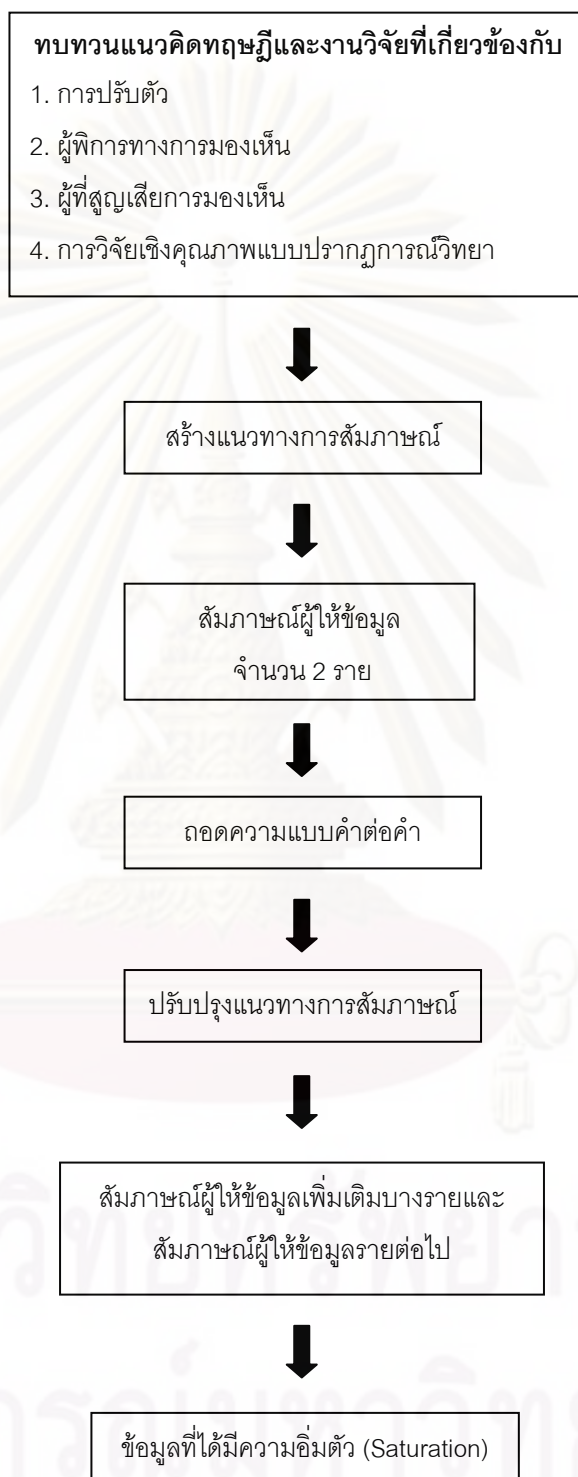 ทบทวนแนวคิดทฤษฎีและงานวิจัยที่เกี่ยวข้องกับ
1. การปรับตัว
2. ผู้พิการทางการมองเห็น
3. ผู้ที่สูญเสียการมองเห็น
4. การวิจัยเชิงคุณภาพแบบปรากฏการณ์วิทยา
สร้างแนวทางการสัมภาษณ์
สัมภาษณ์ผู้ให้ข้อมูล
จำนวน 2 ราย
ถอดความแบบคำต่อคำ
ปรับปรุงแนวทางการสัมภาษณ์
สัมภาษณ์ผู้ให้ข้อมูลเพิ่มเติมบางรายและ
สัมภาษณ์ผู้ให้ข้อมูลรายต่อไป
ข้อมูลที่ได้มีความอิ่มตัว (Saturation)